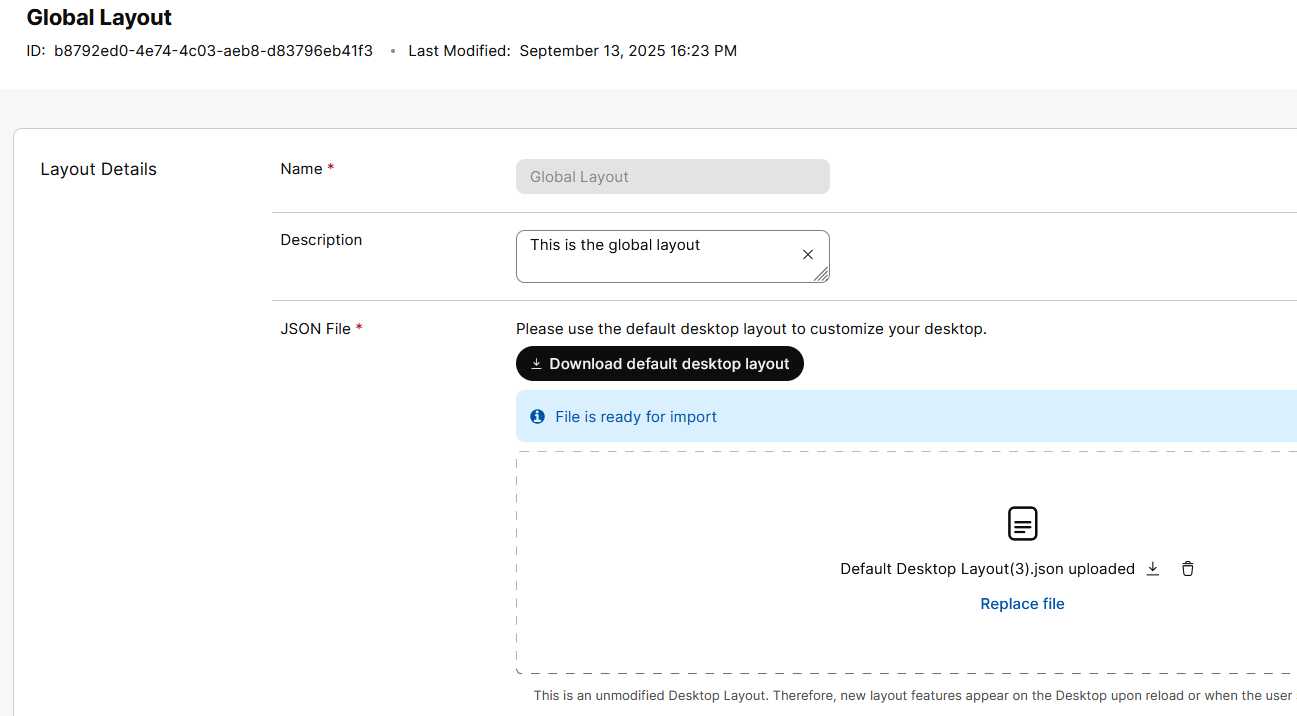 Global Layout
ID: b8792ed0-4e74-4c03-aeb8-d83796eb41f3 • Last Modified: September 13, 2025 16:23 PM
Layout Details
Name *
Global Layout
Description
This is the global layout
JSON File *
Please use the default desktop layout to customize your desktop.
Download default desktop layout
File is ready for import
Default Desktop Layout(3).json uploaded
Replace file
This is an unmodified Desktop Layout. Therefore, new layout features appear on the Desktop upon reload or when the user